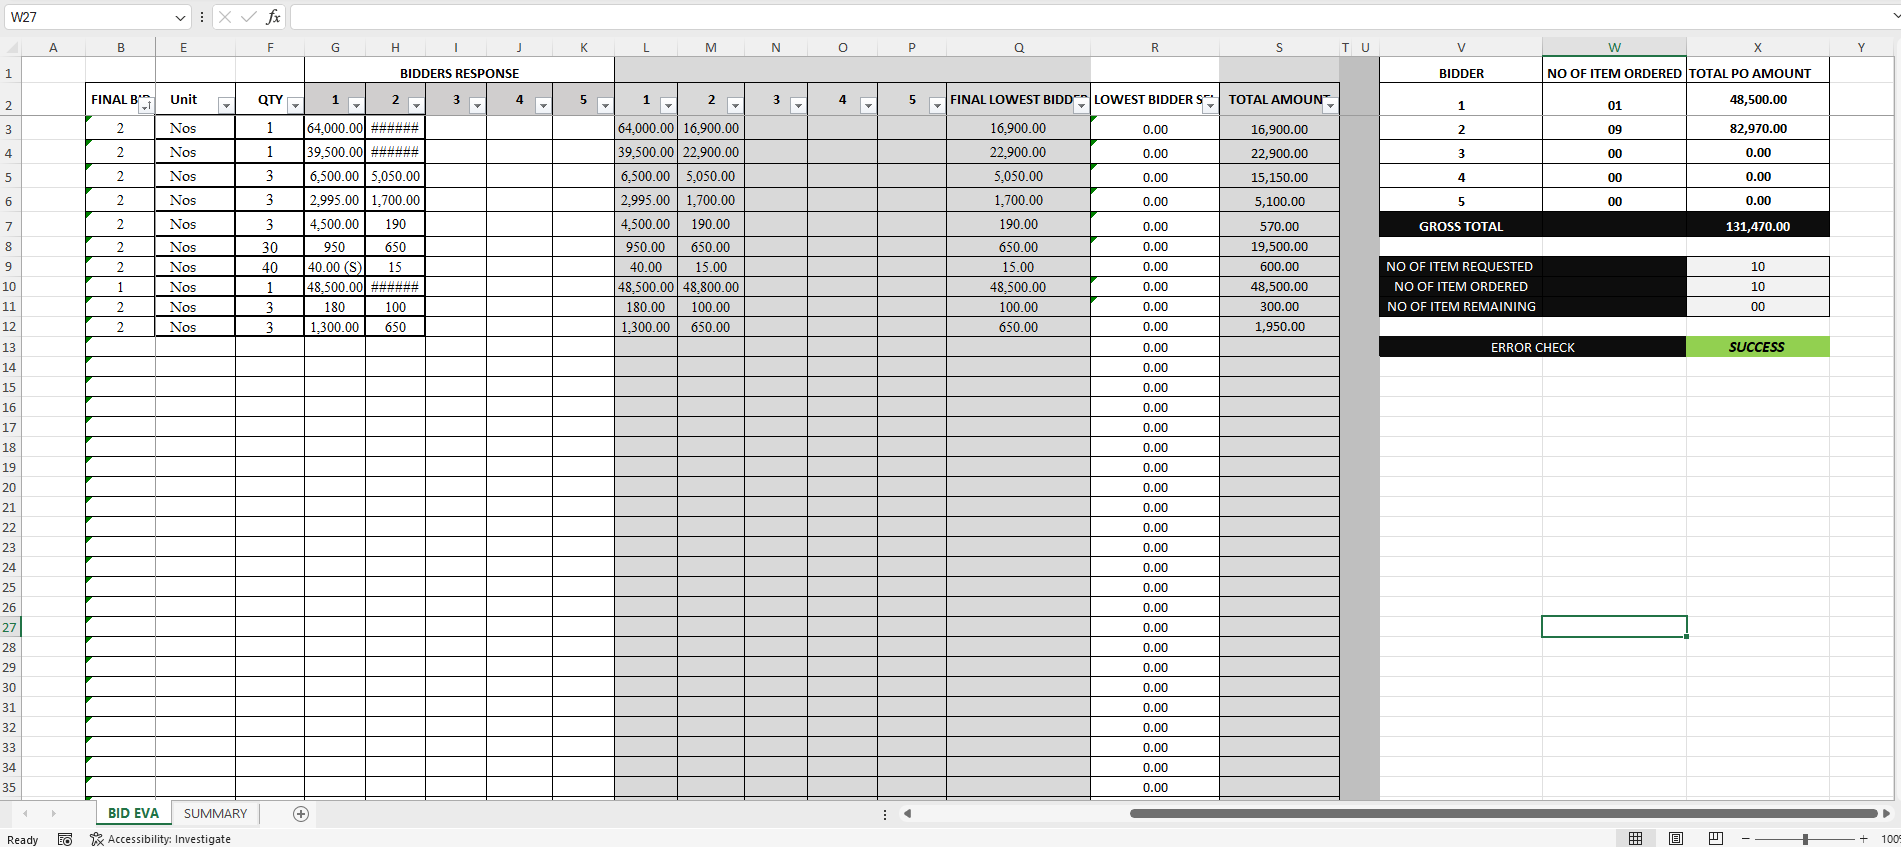 W27 fx
A B E F G H I J K L M N O P Q R S T U V W X Y
1 BIDDERS RESPONSE BIDDER NO OF ITEM ORDERED TOTAL PO AMOUNT
2 FINAL Unit QTY 1 2 3 4 5 1 2 3 4 5 FINAL LOWEST LOWEST BIDDER TOTAL AMOUNT 1 01 48,500.00
3 2 Nos 1 64,000.00 ###### 64,000.00 16,900.00 16,900.00 0.00 16,900.00 2 09 82,970.00
4 2 Nos 1 39,500.00 ###### 39,500.00 22,900.00 22,900.00 0.00 22,900.00 3 00 0.00
5 2 Nos 3 6,500.00 5,050.00 6,500.00 5,050.00 5,050.00 0.00 15,150.00 4 00 0.00
6 2 Nos 3 2,995.00 1,700.00 2,995.00 1,700.00 1,700.00 0.00 5,100.00 5 00 0.00
7 2 Nos 3 4,500.00 190 4,500.00 190.00 190.00 0.00 570.00 GROSS TOTAL 131,470.00
8 2 Nos 30 950 650 950.00 650.00 650.00 0.00 19,500.00
9 2 Nos 40 40.00 (S) 15 40.00 15.00 15.00 0.00 600.00 NO OF ITEM REQUESTED 10
10 1 Nos 1 48,500.00 ###### 48,500.00 48,800.00 48,500.00 0.00 48,500.00 NO OF ITEM ORDERED 10
11 2 Nos 3 180 100 180.00 100.00 100.00 0.00 300.00 NO OF ITEM REMAINING 00
12 2 Nos 3 1,300.00 650 1,300.00 650.00 650.00 0.00 1,950.00
13 0.00 ERROR CHECK SUCCESS
14 0.00
15 0.00
16 0.00
17 0.00
18 0.00
19 0.00
20 0.00
21 0.00
22 0.00
23 0.00
24 0.00
25 0.00
26 0.00
27 0.00
28 0.00
29 0.00
30 0.00
31 0.00
32 0.00
33 0.00
34 0.00
35 0.00
BID EVA SUMMARY
Ready Accessibility: Investigate